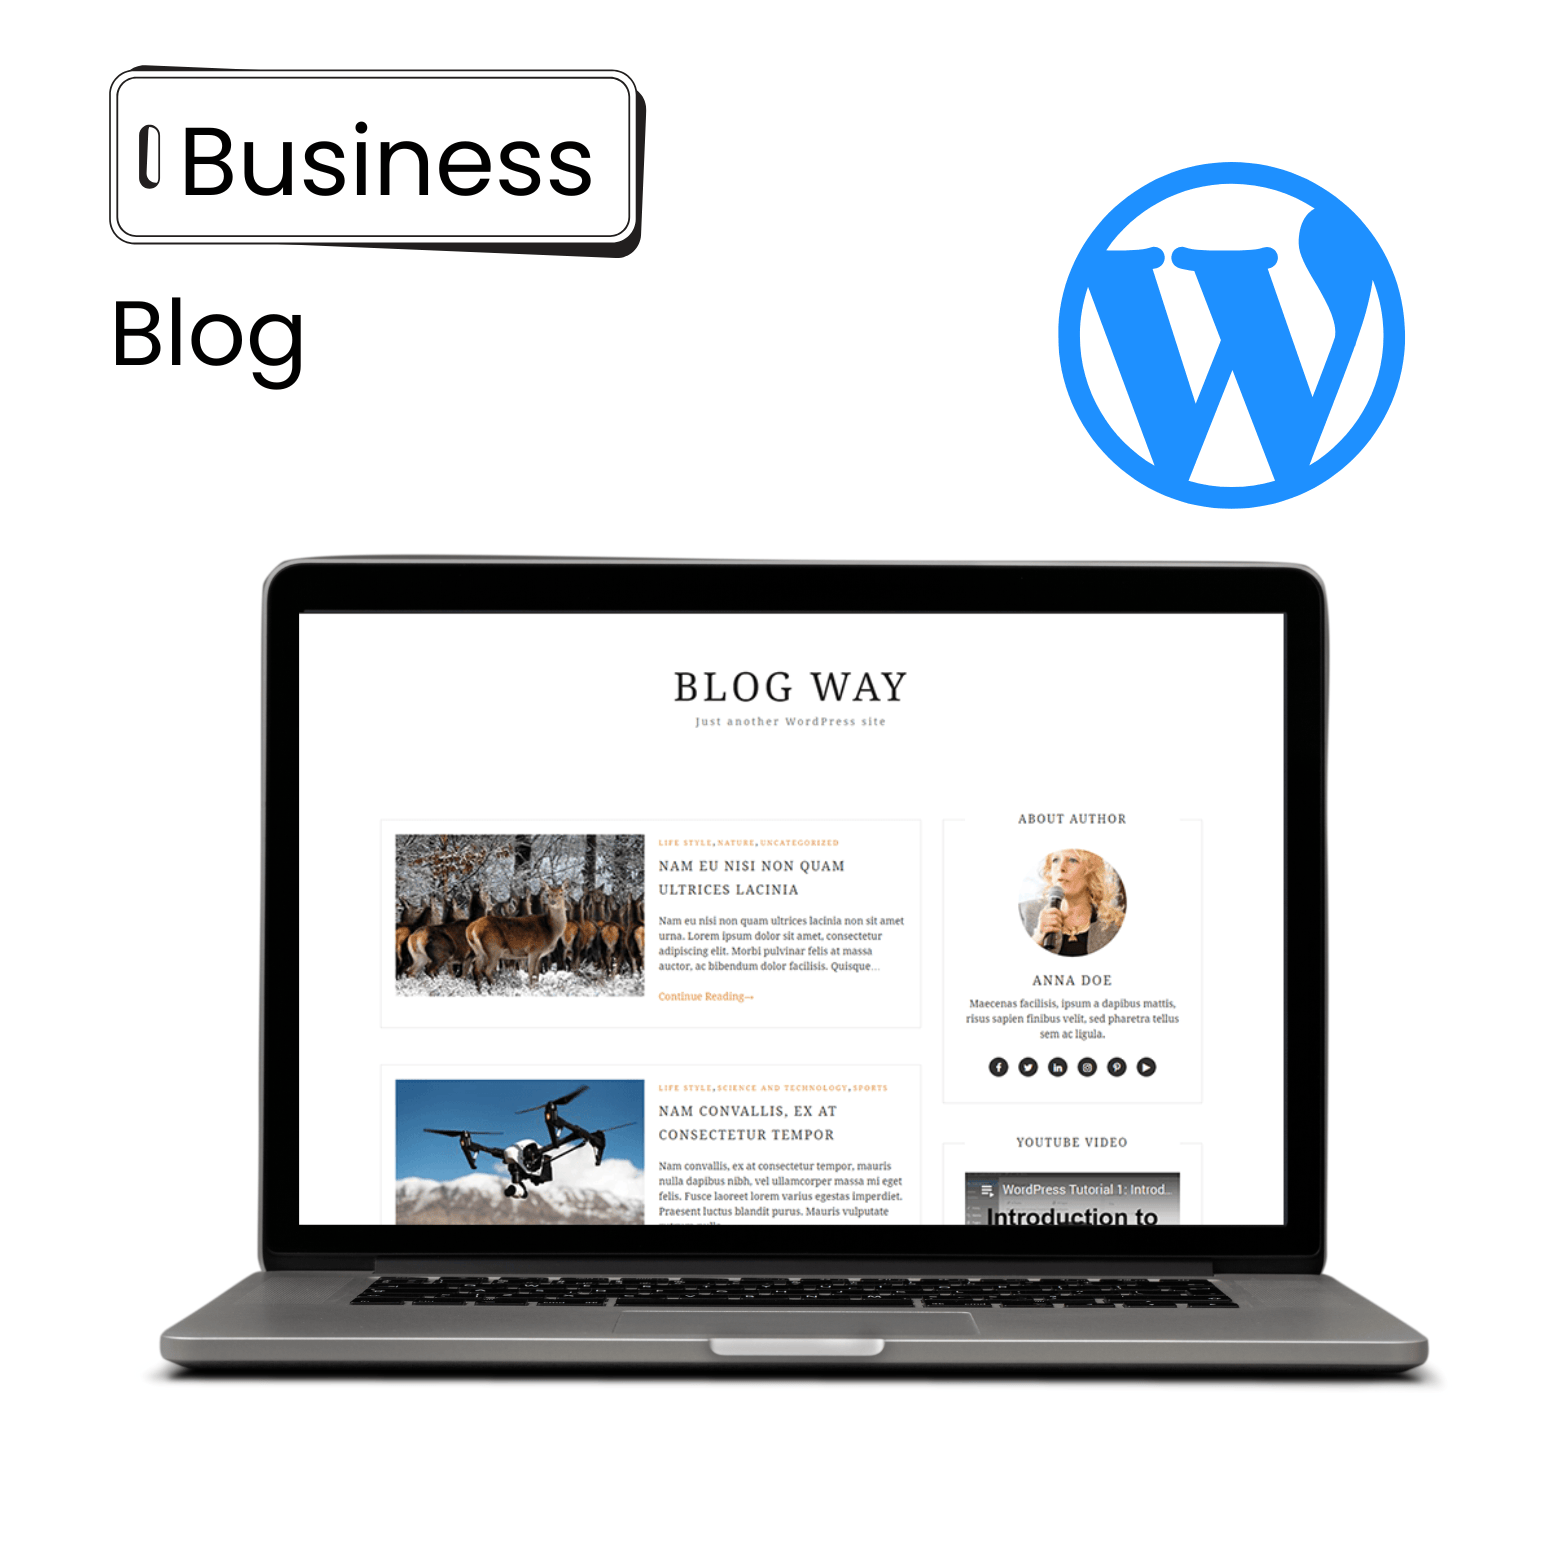 Business
Blog
BLOG WAY
Just another WordPress site
LIFE STYLE, NATURE, UNCATEGORIZED
NAM EU NISI NON QUAM
ULTRICES LACINIA
Nam eu nisi non quam ultrices lacinia non sit amet
urna. Lorem ipsum dolor sit amet, consectetur
adipiscing elit. Morbi pulvinar felis at massa
auctor, ac bibendum dolor facilisis. Quisque...
Continue Reading→
LIFE STYLE, SCIENCE AND TECHNOLOGY, SPORTS
NAM CONVALLIS, EX AT
CONSECTETUR TEMPOR
Nam convallis, ex at consectetur tempor, mauris
nulla dapibus nibh, vel ullamcorper massa mi eget
felis. Fusce laoreet lorem varius egestas imperdiet.
Praesent luctus blandit purus. Mauris vulputate
ABOUT AUTHOR
ANNA DOE
Maecenas facilisis, ipsum a dapibus mattis,
risus sapien finibus velit, sed pharetra tellus
sem ac ligula.
YOUTUBE VIDEO
WordPress Tutorial 1: Introd...
Introduction to